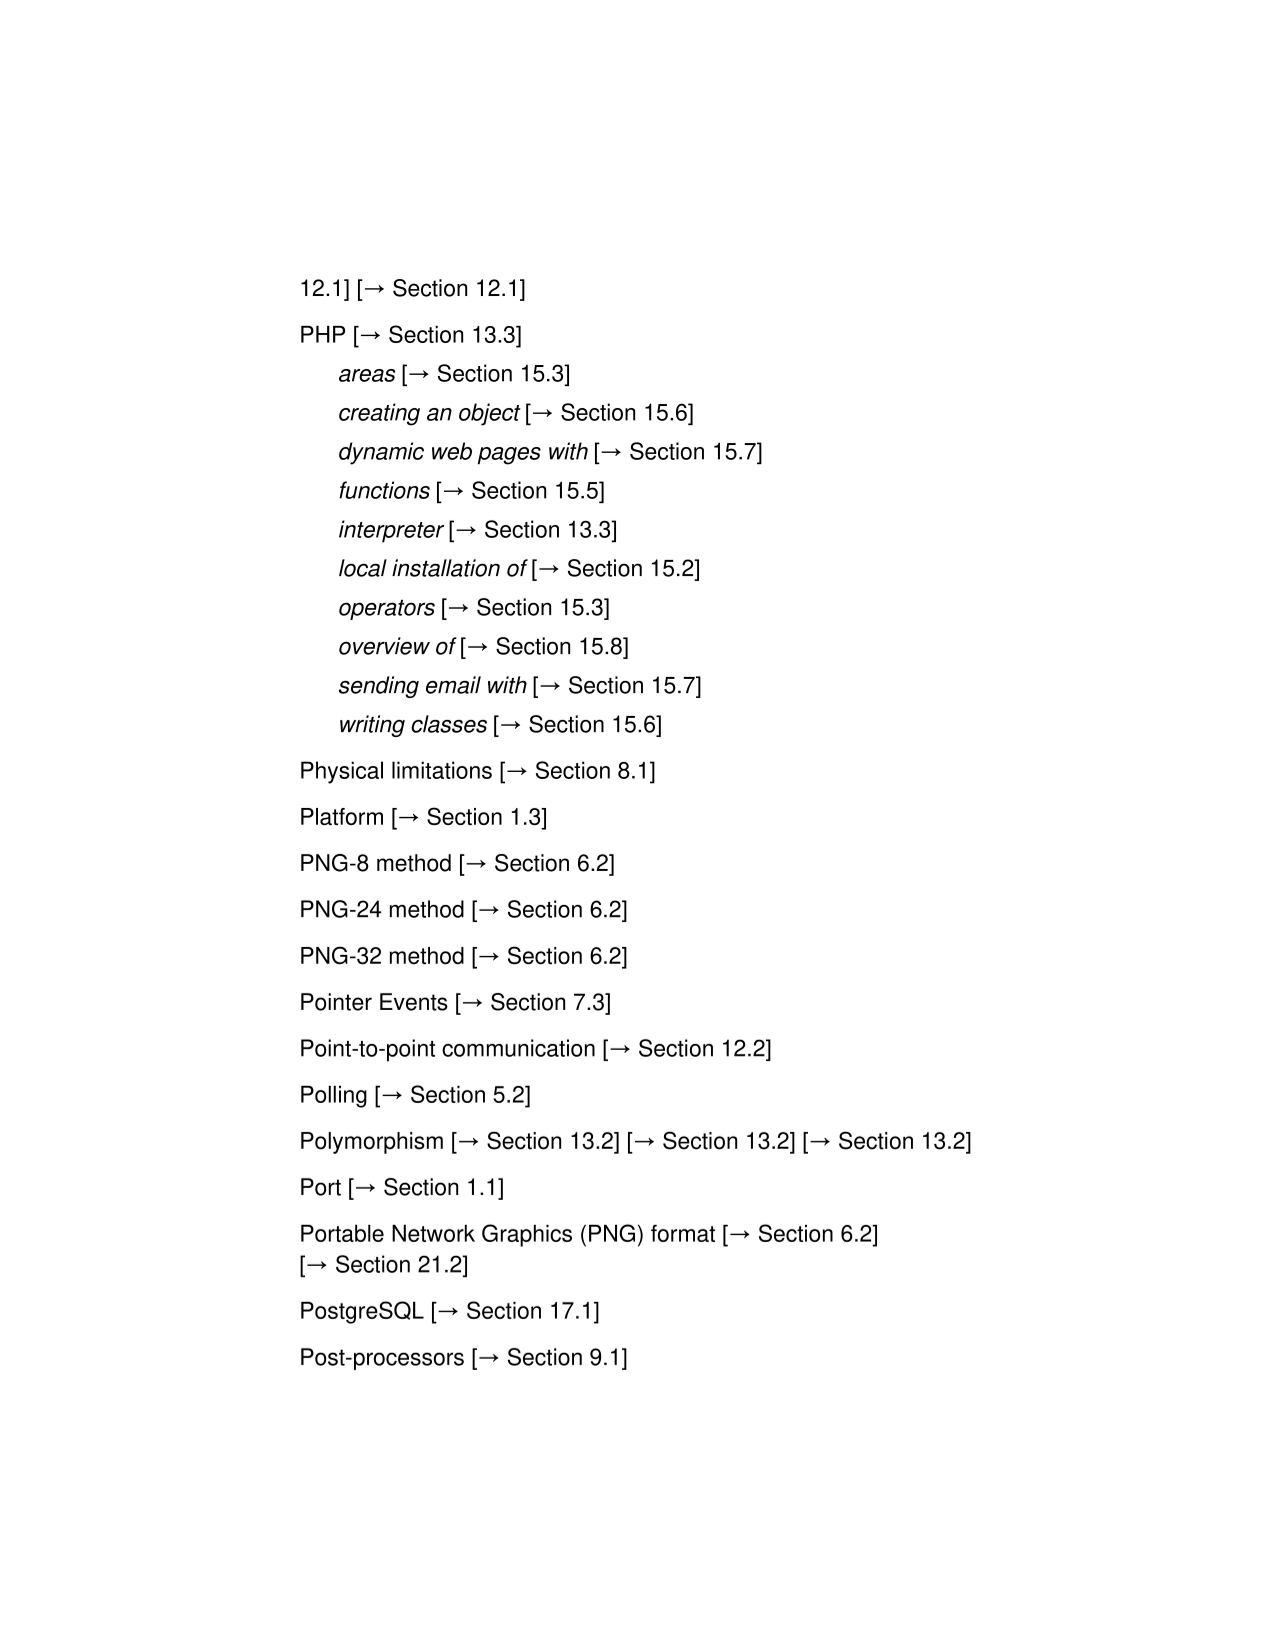 12.1] [→ Section 12.1]
PHP [→ Section 13.3]
areas [→ Section 15.3]
creating an object [→ Section 15.6]
dynamic web pages with [→ Section 15.7]
functions [→ Section 15.5]
interpreter [→ Section 13.3]
local installation of [→ Section 15.2]
operators [→ Section 15.3]
overview of [→ Section 15.8]
sending email with [→ Section 15.7]
writing classes [→ Section 15.6]
Physical limitations [→ Section 8.1]
Platform [→ Section 1.3]
PNG-8 method [→ Section 6.2]
PNG-24 method [→ Section 6.2]
PNG-32 method [→ Section 6.2]
Pointer Events [→ Section 7.3]
Point-to-point communication [→ Section 12.2]
Polling [→ Section 5.2]
Polymorphism [→ Section 13.2] [→ Section 13.2] [→ Section 13.2]
Port [→ Section 1.1]
Portable Network Graphics (PNG) format [→ Section 6.2]
[→ Section 21.2]
PostgreSQL [→ Section 17.1]
Post-processors [→ Section 9.1]